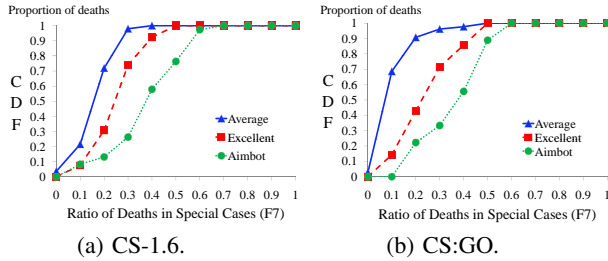 Proportion of deaths
1
0.9
0.8
0.7
0.6
0.5
0.4
0.3
0.2
0.1
0
C
D
F
Average
Excellent
Aimbot
0 0.1 0.2 0.3 0.4 0.5 0.6 0.7 0.8 0.9 1
Ratio of Deaths in Special Cases (F7)
(a) CS-1.6.
Proportion of deaths
1
0.9
0.8
0.7
0.6
0.5
0.4
0.3
0.2
0.1
0
C
D
F
Average
Excellent
Aimbot
0 0.1 0.2 0.3 0.4 0.5 0.6 0.7 0.8 0.9 1
Ratio of Deaths in Special Cases (F7)
(b) CS:GO.